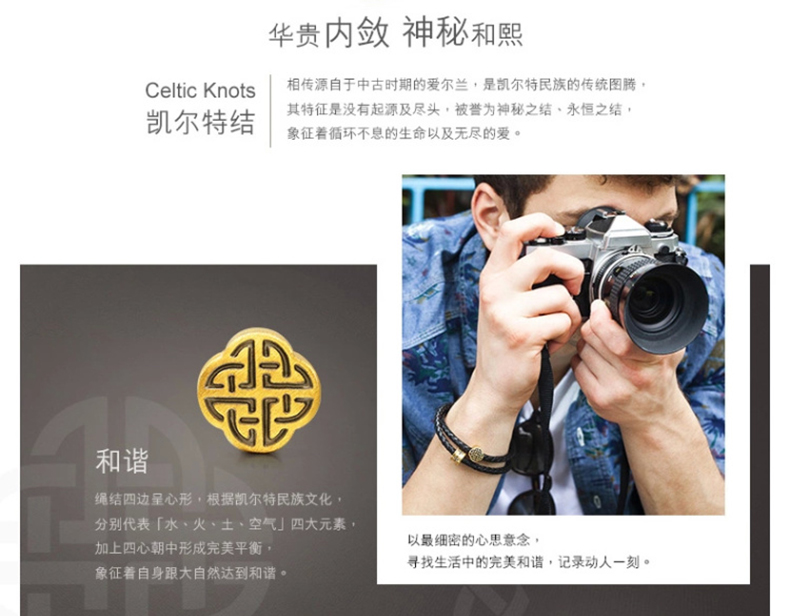 华贵内敛 神秘和熙
Celtic Knots
凯尔特结
相传源自于中古时期的爱尔兰，是凯尔特民族的传统图腾，
其特征是没有起源及尽头，被誉为神秘之结、永恒之结，
象征着循环不息的生命以及无尽的爱。
和谐
绳结四边呈心形，根据凯尔特民族文化，
分别代表「水、火、土、空气」四大元素，
加上四心朝中形成完美平衡，
象征着自身跟大自然达到和谐。
以最细密的心思意念，
寻找生活中的完美和谐，记录动人一刻。